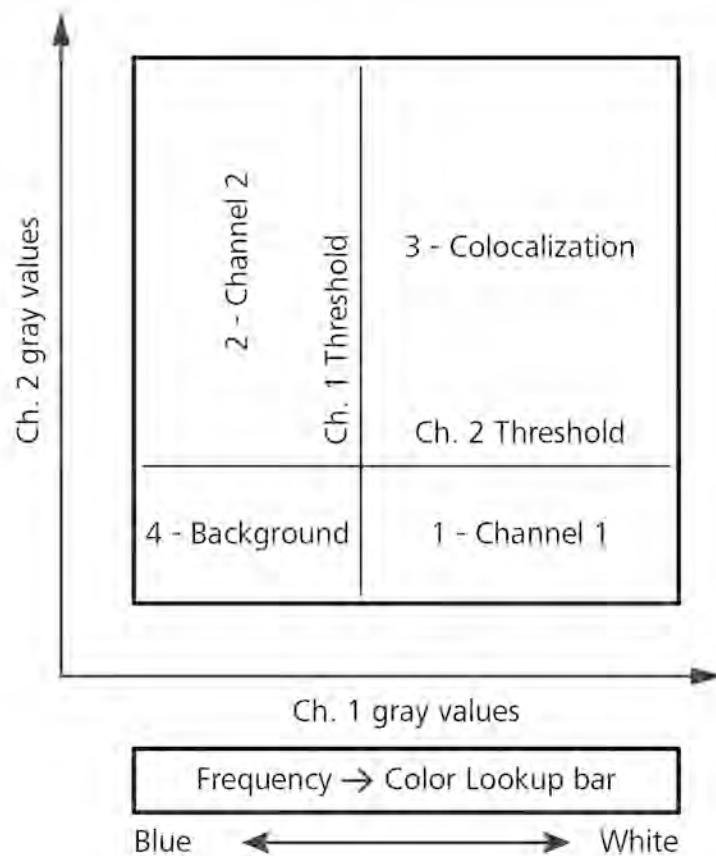 Ch. 2 gray values
2 - Channel 2
Ch. 1 Threshold
3 - Colocalization
Ch. 2 Threshold
4 - Background
1 - Channel 1
Ch. 1 gray values
Frequency → Color Lookup bar
Blue
White